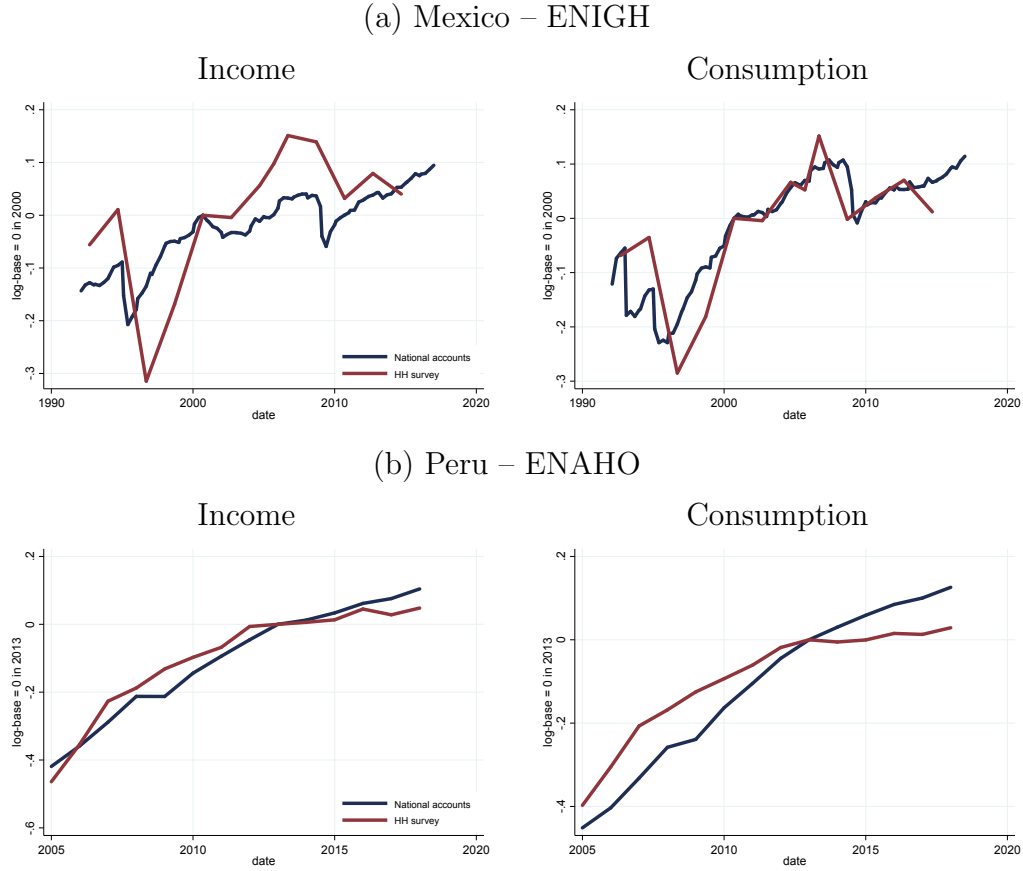 (a) Mexico – ENIGH
Income
Consumption
log-base = 0 in 2000
.2
.1
0
-.1
-.2
-.3
1990
2000
2010
2020
date
National accounts
HH survey
log-base = 0 in 2000
.2
.1
0
-.1
-.2
-.3
1990
2000
2010
2020
date
(b) Peru – ENAHO
Income
Consumption
log-base = 0 in 2013
.2
0
-.2
-.4
-.6
2005
2010
2015
2020
date
National accounts
HH survey
log-base = 0 in 2013
.2
0
-.2
-.4
2005
2010
2015
2020
date